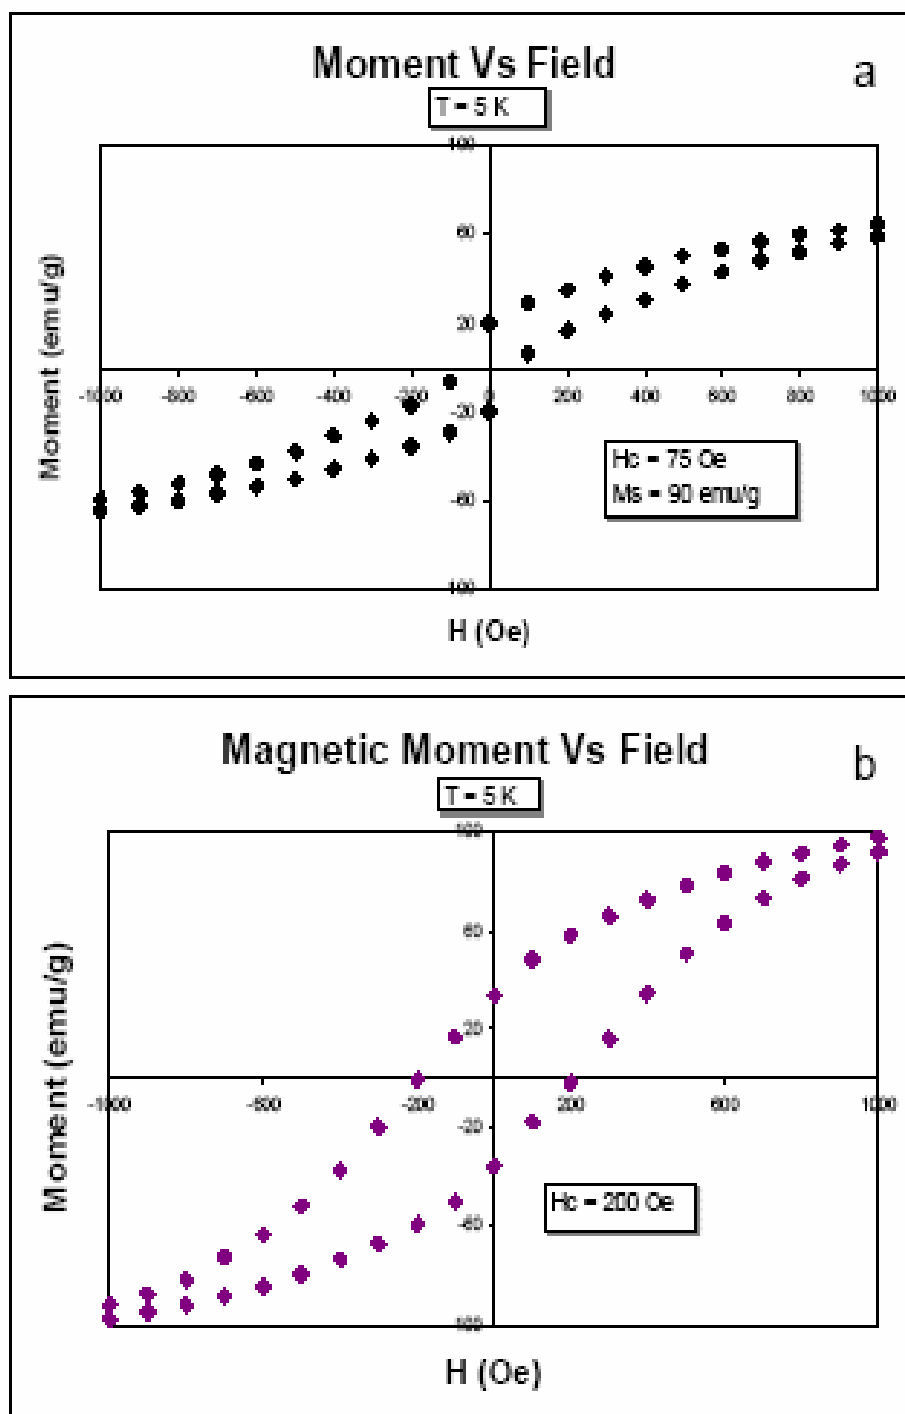 Moment Vs Field
a
T = 5 K
Moment (emu/g)
100
60
20
-20
-60
-100
-1000 -800 -600 -400 -200 0 200 400 600 800 1000
Hc = 75 Oe
Ms = 90 emu/g
H (Oe)
Magnetic Moment Vs Field
b
T = 5 K
Moment (emu/g)
100
60
20
-20
-60
-100
-1000 -600 -200 200 600 1000
Hc = 200 Oe
H (Oe)